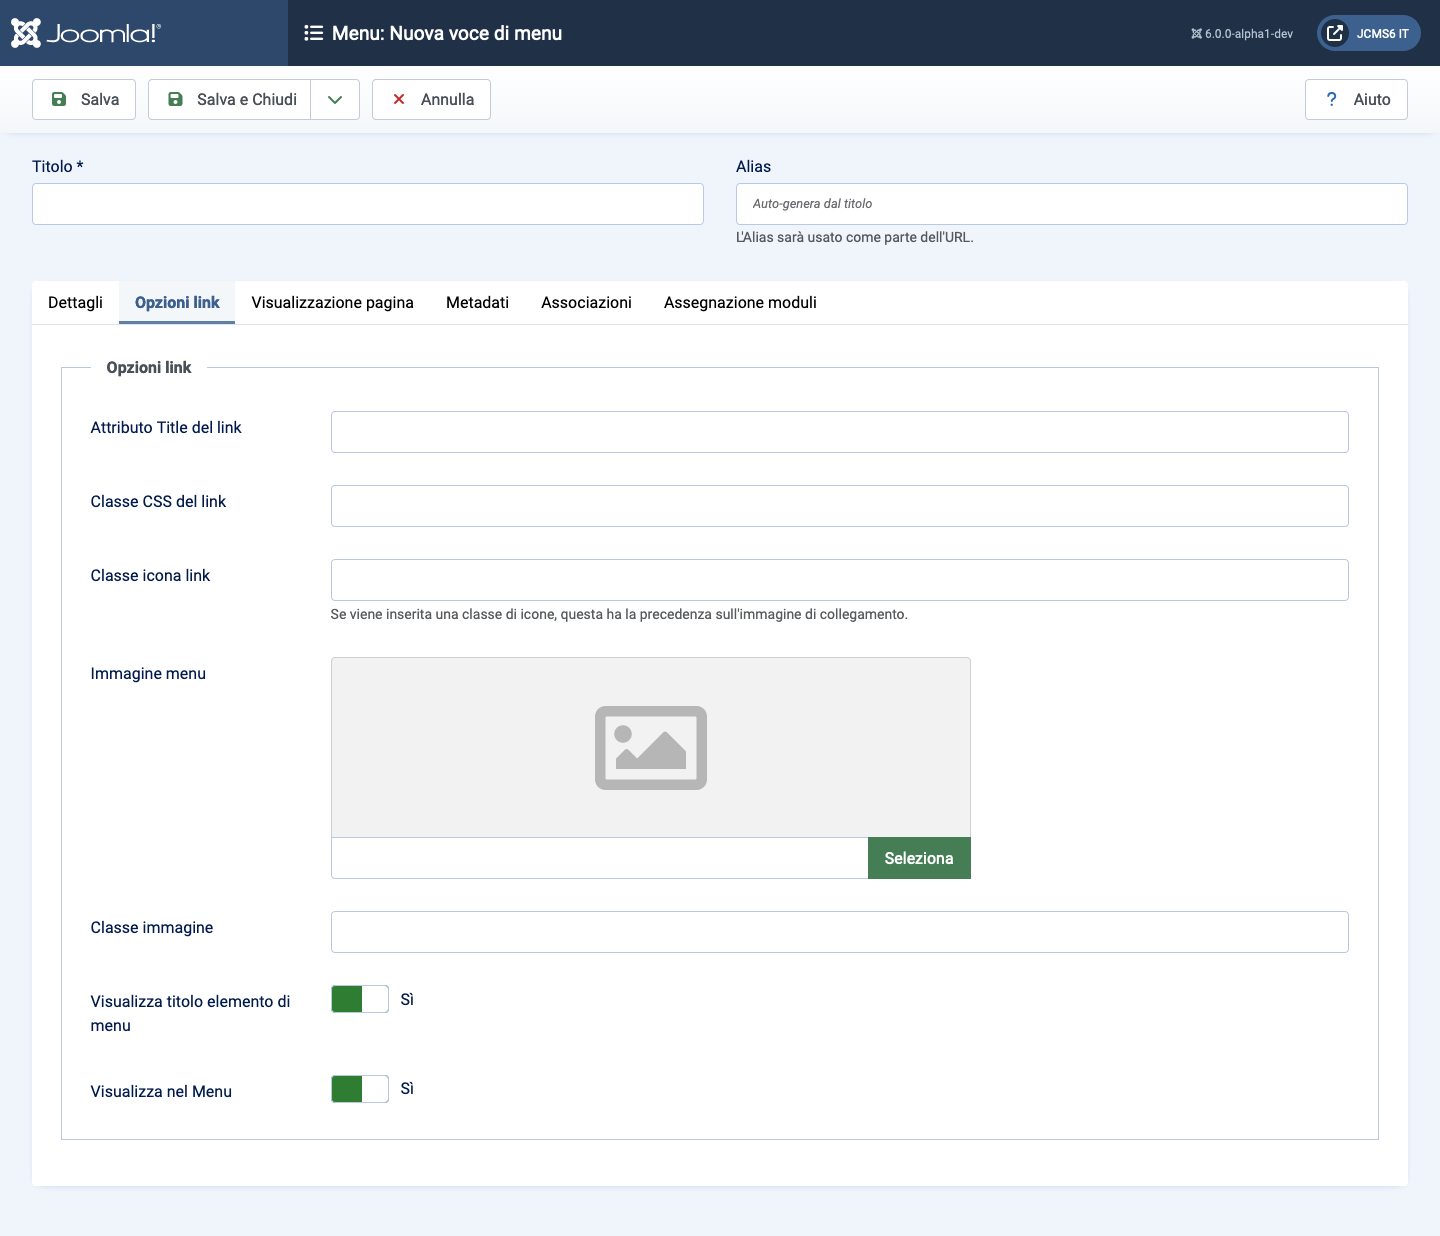 Joomla!®
Menu: Nuova voce di menu
6.0.0-alpha1-dev
JCMS6 IT
Salva
Salva e Chiudi
Annulla
? Aiuto
Titolo *
Alias
Auto-genera dal titolo
L'Alias sarà usato come parte dell'URL.
Dettagli
Opzioni link
Visualizzazione pagina
Metadati
Associazioni
Assegnazione moduli
Opzioni link
Attributo Title del link
Classe CSS del link
Classe icona link
Se viene inserita una classe di icone, questa ha la precedenza sull'immagine di collegamento.
Immagine menu
Seleziona
Classe immagine
Visualizza titolo elemento di
menu
Sì
Visualizza nel Menu
Sì